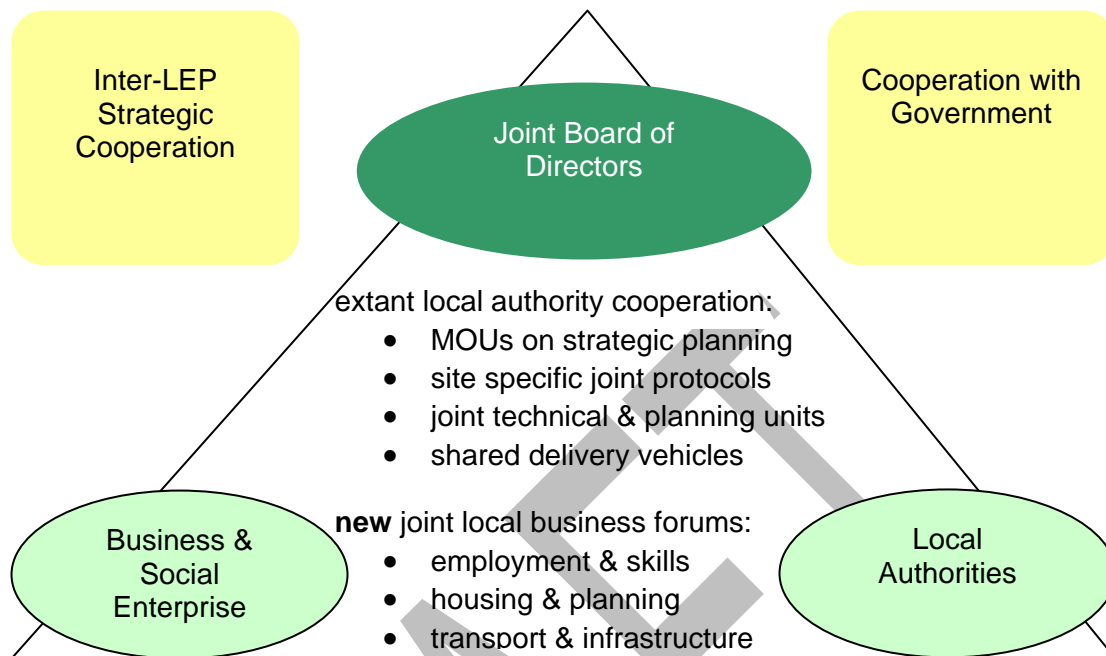 Inter-LEP
Strategic
Cooperation
Cooperation with
Government
Joint Board of
Directors
extant local authority cooperation:
• MOUs on strategic planning
• site specific joint protocols
• joint technical & planning units
• shared delivery vehicles
new joint local business forums:
• employment & skills
• housing & planning
• transport & infrastructure
Business &
Social
Enterprise
Local
Authorities